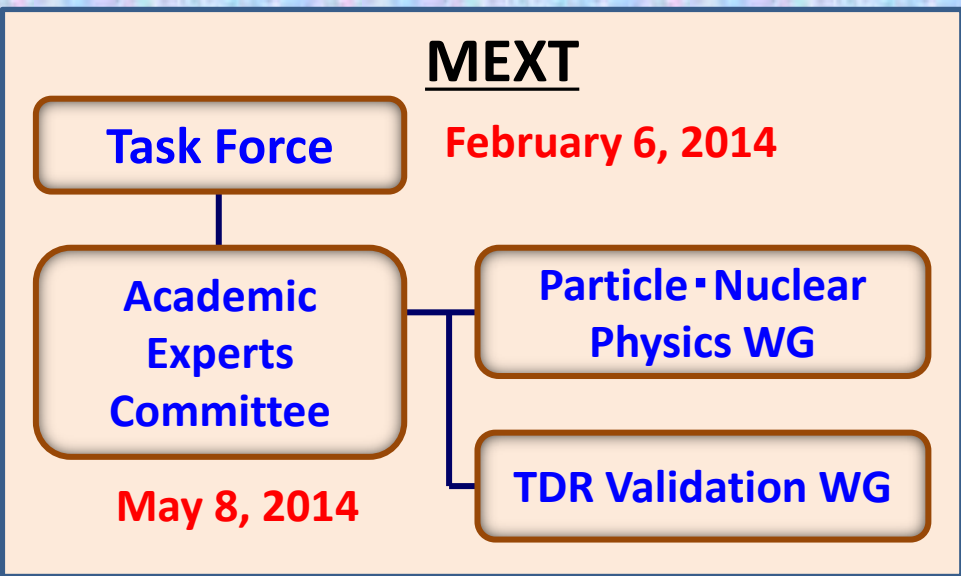 MEXT
Task Force
February 6, 2014
Academic
Experts
Committee
Particle・Nuclear
Physics WG
TDR Validation WG
May 8, 2014